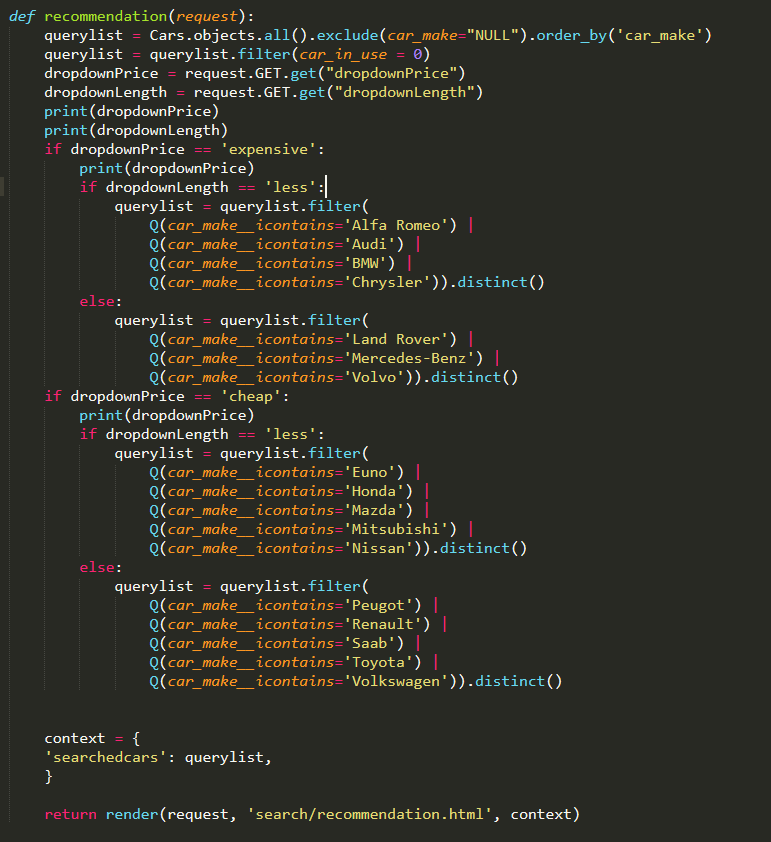 def recommendation(request):
    querylist = Cars.objects.all().exclude(car_make="NULL").order_by('car_make')
    querylist = querylist.filter(car_in_use = 0)
    dropdownPrice = request.GET.get("dropdownPrice")
    dropdownLength = request.GET.get("dropdownLength")
    print(dropdownPrice)
    print(dropdownLength)
    if dropdownPrice == 'expensive':
        print(dropdownPrice)
        if dropdownLength == 'less':
            querylist = querylist.filter(
                Q(car_make__icontains='Alfa Romeo') |
                Q(car_make__icontains='Audi') |
                Q(car_make__icontains='BMW') |
                Q(car_make__icontains='Chrysler')).distinct()
        else:
            querylist = querylist.filter(
                Q(car_make__icontains='Land Rover') |
                Q(car_make__icontains='Mercedes-Benz') |
                Q(car_make__icontains='Volvo')).distinct()
    if dropdownPrice == 'cheap':
        print(dropdownPrice)
        if dropdownLength == 'less':
            querylist = querylist.filter(
                Q(car_make__icontains='Euno') |
                Q(car_make__icontains='Honda') |
                Q(car_make__icontains='Mazda') |
                Q(car_make__icontains='Mitsubishi') |
                Q(car_make__icontains='Nissan')).distinct()
        else:
            querylist = querylist.filter(
                Q(car_make__icontains='Peugot') |
                Q(car_make__icontains='Renault') |
                Q(car_make__icontains='Saab') |
                Q(car_make__icontains='Toyota') |
                Q(car_make__icontains='Volkswagen')).distinct()
    context = {
    'searchedcars': querylist,
    }
    return render(request, 'search/recommendation.html', context)